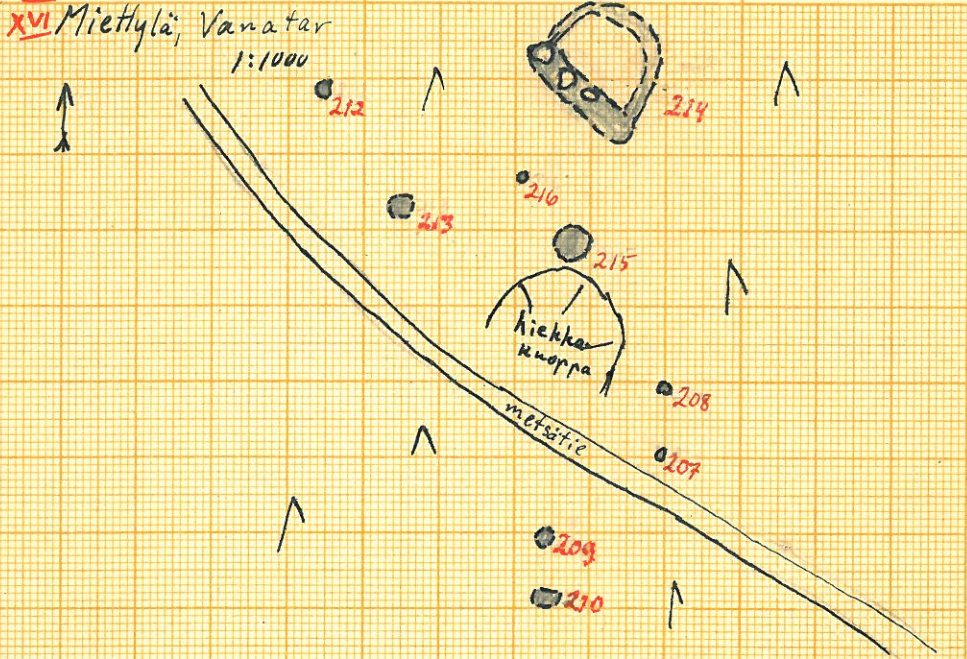 XVI Miettylä, Vanatar
1:1000
212
214
216
213
215
hiekka
kuoppa
208
metsätie
207
209
210